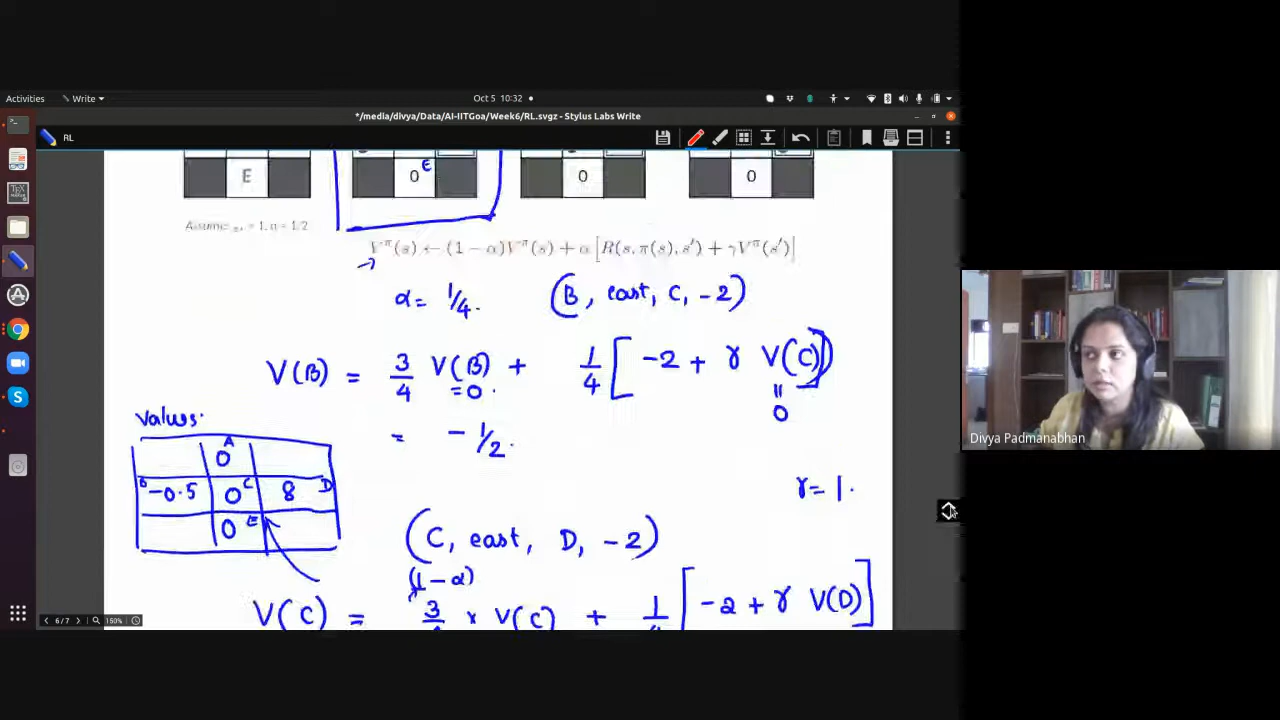 Activities Write ▾ Oct 5 10:32
*/media/divya/Data/AI-IITGoa/Week6/RL.svgz - Stylus Labs Write
RL
E 0 E 0 0
Assume: = 1, α = 1/2
V^π(s) ← (1 − α)V^π(s) + α [R(s, π(s), s′) + γV^π(s′)]
α = 1/4. (B, east, C, -2)
V(B) = 3/4 V(B) + 1/4 [ -2 + γ V(C) ]
= 0. = 0
= - 1/2.
Values.
A 0
B -0.5 0 C 8 D
0 E
γ = 1.
(C, east, D, -2)
(1 - α)
V(C) = 3/4 x V(C) + 1/4 [ -2 + γ V(D) ]
6/7 150%
Divya Padmanabhan